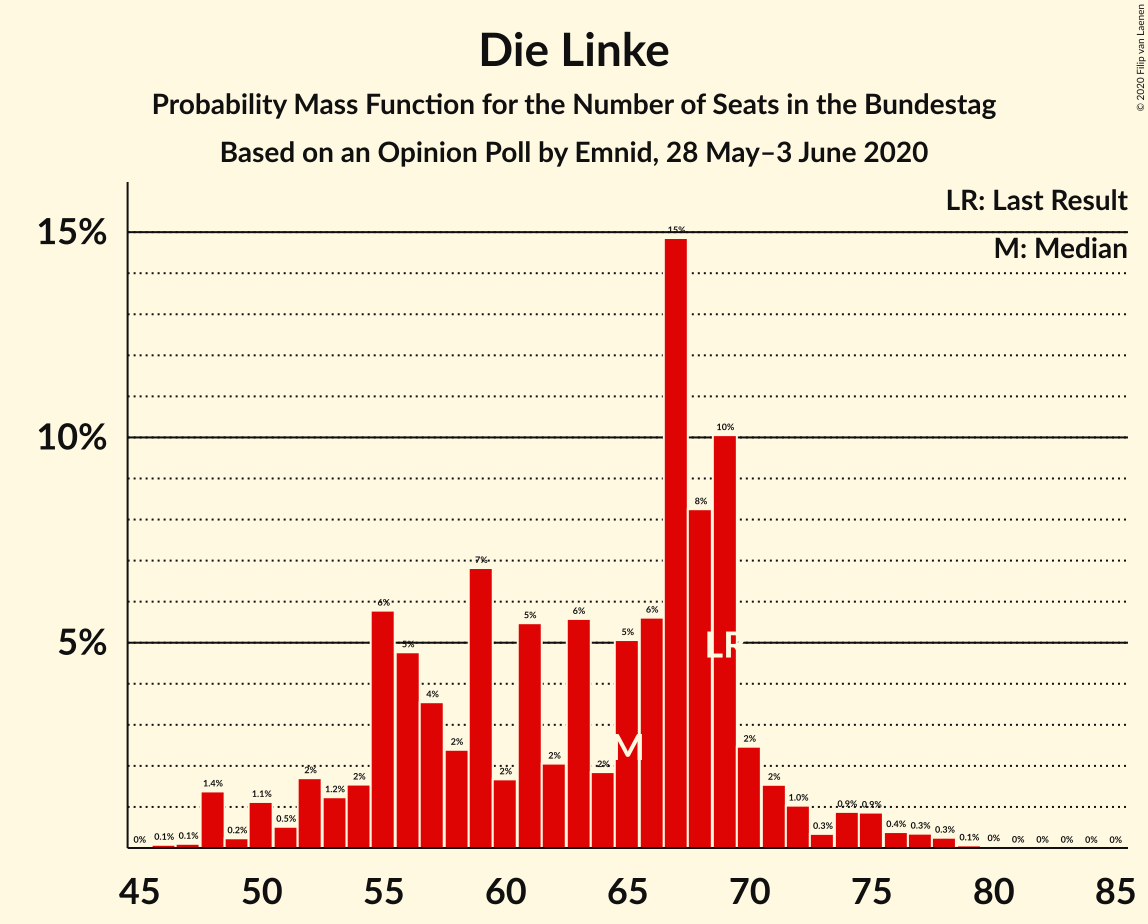 Die Linke
Probability Mass Function for the Number of Seats in the Bundestag
Based on an Opinion Poll by Emnid, 28 May–3 June 2020
© 2020 Filip van Laenen
LR: Last Result
M: Median
15%
10%
5%
0% 0.1% 0.1% 1.4% 0.2% 1.1% 0.5% 2% 1.2% 2% 6% 5% 4% 2% 7% 2% 5% 2% 6% 2% 5% 6% 15% 8% 10% 2% 2% 1.0% 0.3% 0.9% 0.9% 0.4% 0.3% 0.3% 0.1% 0% 0% 0% 0% 0% 0%
LR
M
45 50 55 60 65 70 75 80 85